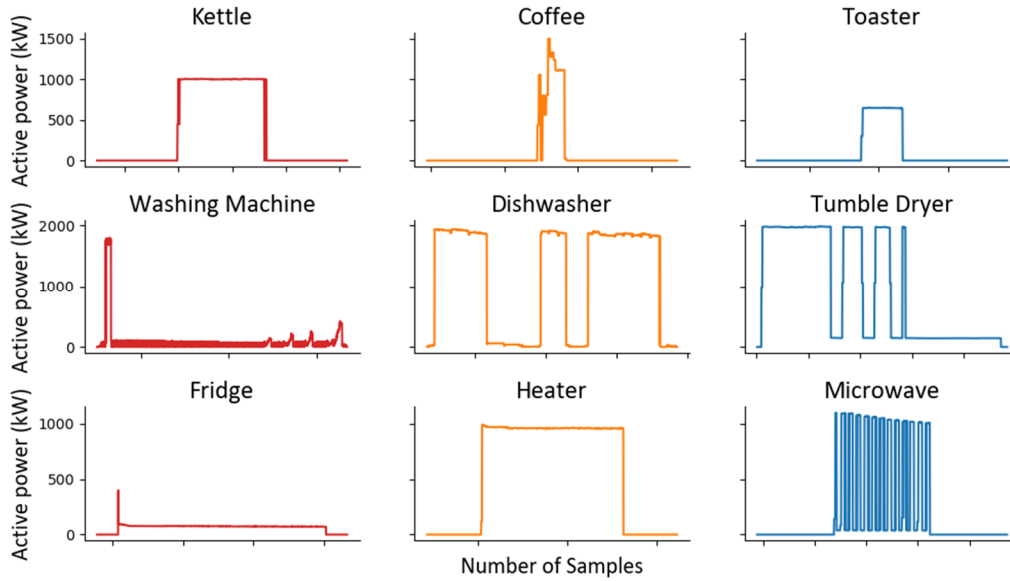 Kettle Coffee Toaster
Active power (kW)
1500
1000
500
0
Washing Machine Dishwasher Tumble Dryer
Active power (kW)
2000
1000
0
Fridge Heater Microwave
Active power (kW)
1000
500
0
Number of Samples